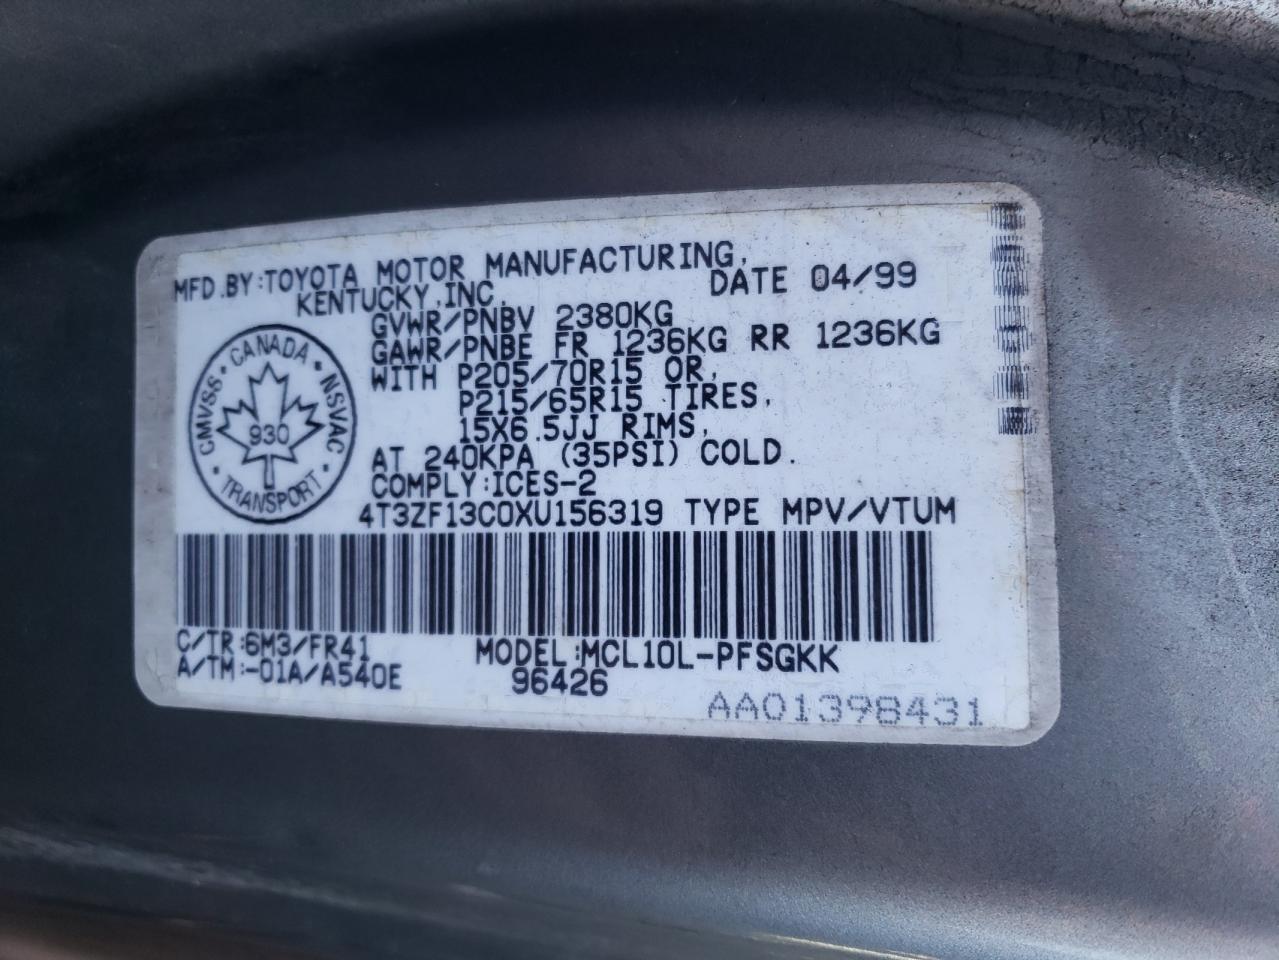 MFD.BY:TOYOTA MOTOR MANUFACTURING,
KENTUCKY,INC.
DATE 04/99
GVWR/PNBV 2380KG
GAWR/PNBE FR 1236KG RR 1236KG
WITH P205/70R15 OR,
P215/65R15 TIRES,
15X6.5JJ RIMS,
AT 240KPA (35PSI) COLD.
COMPLY:ICES-2
CMVSS · CANADA · NSVAC · TRANSPORT ·
930
4T3ZF13C0XU156319 TYPE MPV/VTUM
C/TR:6M3/FR41 MODEL:MCL10L-PFSGKK
A/TM:-01A/A540E 96426
AA01398431